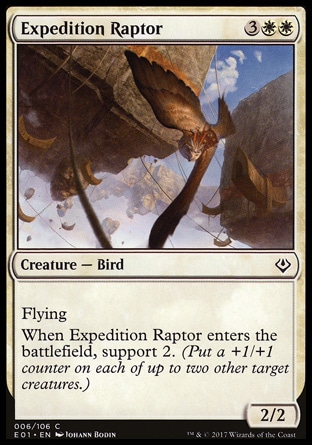 Expedition Raptor 3
Creature — Bird
Flying
When Expedition Raptor enters the
battlefield, support 2. (Put a +1/+1
counter on each of up to two other target
creatures.)
2/2
006/106 C
E01 • EN Johann Bodin
™ & © 2017 Wizards of the Coast